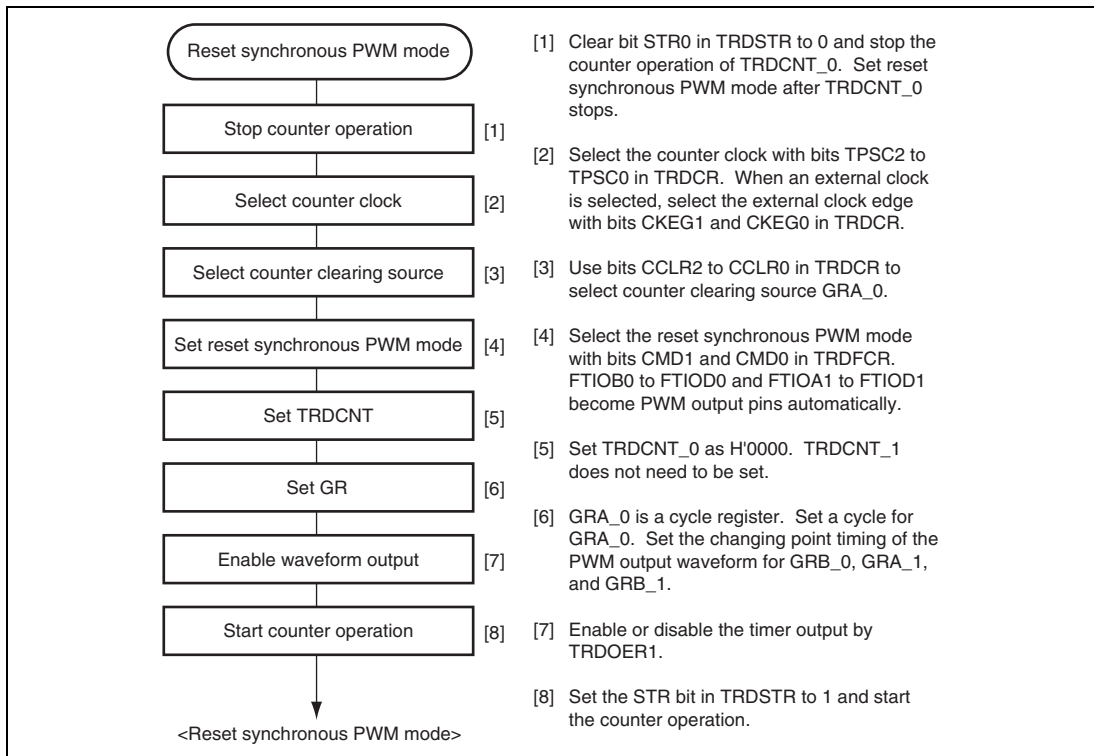 Reset synchronous PWM mode
Stop counter operation [1]
Select counter clock [2]
Select counter clearing source [3]
Set reset synchronous PWM mode [4]
Set TRDCNT [5]
Set GR [6]
Enable waveform output [7]
Start counter operation [8]
<Reset synchronous PWM mode>
[1] Clear bit STR0 in TRDSTR to 0 and stop the
counter operation of TRDCNT_0. Set reset
synchronous PWM mode after TRDCNT_0
stops.
[2] Select the counter clock with bits TPSC2 to
TPSC0 in TRDCR. When an external clock
is selected, select the external clock edge
with bits CKEG1 and CKEG0 in TRDCR.
[3] Use bits CCLR2 to CCLR0 in TRDCR to
select counter clearing source GRA_0.
[4] Select the reset synchronous PWM mode
with bits CMD1 and CMD0 in TRDFCR.
FTIOB0 to FTIOD0 and FTIOA1 to FTIOD1
become PWM output pins automatically.
[5] Set TRDCNT_0 as H'0000. TRDCNT_1
does not need to be set.
[6] GRA_0 is a cycle register. Set a cycle for
GRA_0. Set the changing point timing of the
PWM output waveform for GRB_0, GRA_1,
and GRB_1.
[7] Enable or disable the timer output by
TRDOER1.
[8] Set the STR bit in TRDSTR to 1 and start
the counter operation.